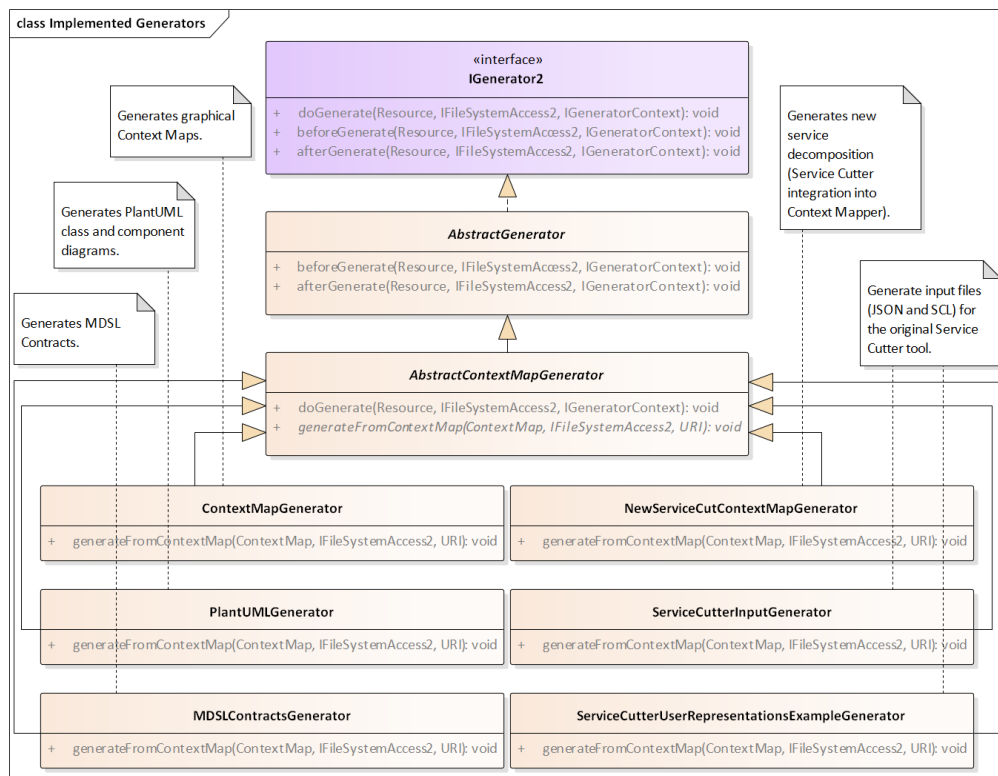 class Implemented Generators
«interface»
IGenerator2
+ doGenerate(Resource, IFileSystemAccess2, IGeneratorContext): void
+ beforeGenerate(Resource, IFileSystemAccess2, IGeneratorContext): void
+ afterGenerate(Resource, IFileSystemAccess2, IGeneratorContext): void
Generates graphical
Context Maps.
Generates new
service
decomposition
(Service Cutter
integration into
Context Mapper).
Generates PlantUML
class and component
diagrams.
AbstractGenerator
+ beforeGenerate(Resource, IFileSystemAccess2, IGeneratorContext): void
+ afterGenerate(Resource, IFileSystemAccess2, IGeneratorContext): void
Generates MDSL
Contracts.
Generate input files
(JSON and SCL) for
the original Service
Cutter tool.
AbstractContextMapGenerator
+ doGenerate(Resource, IFileSystemAccess2, IGeneratorContext): void
+ generateFromContextMap(ContextMap, IFileSystemAccess2, URI): void
ContextMapGenerator
+ generateFromContextMap(ContextMap, IFileSystemAccess2, URI): void
NewServiceCutContextMapGenerator
+ generateFromContextMap(ContextMap, IFileSystemAccess2, URI): void
PlantUMLGenerator
+ generateFromContextMap(ContextMap, IFileSystemAccess2, URI): void
ServiceCutterInputGenerator
+ generateFromContextMap(ContextMap, IFileSystemAccess2, URI): void
MDSLContractsGenerator
+ generateFromContextMap(ContextMap, IFileSystemAccess2, URI): void
ServiceCutterUserRepresentationsExampleGenerator
+ generateFromContextMap(ContextMap, IFileSystemAccess2, URI): void